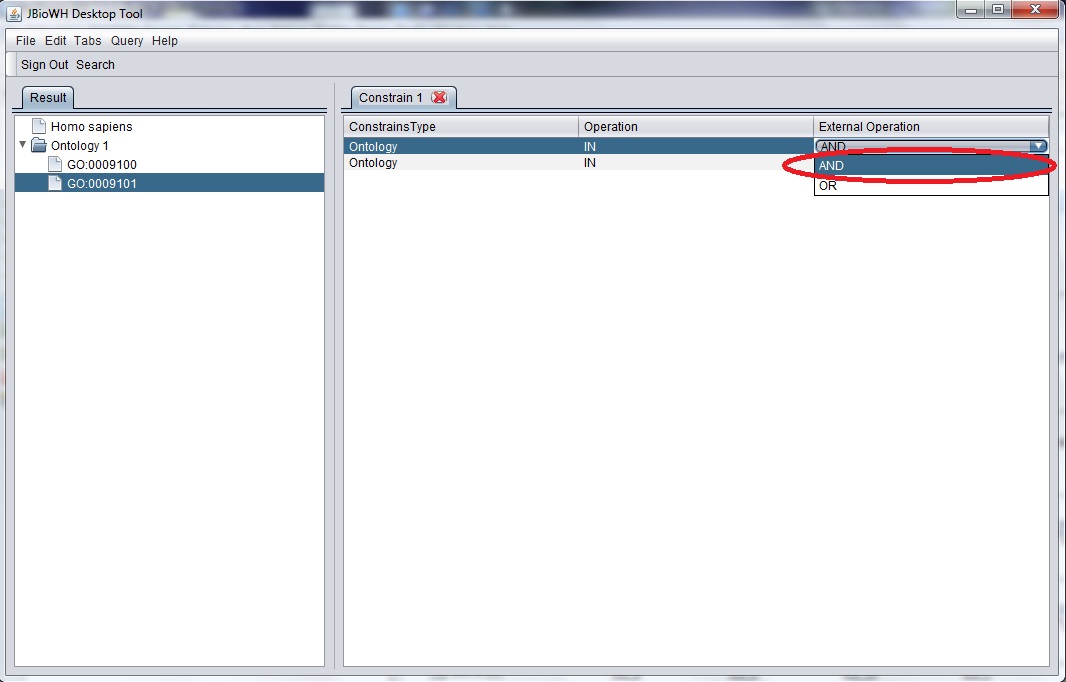 JBioWH Desktop Tool
File Edit Tabs Query Help
Sign Out Search
Result
Homo sapiens
Ontology 1
GO:0009100
GO:0009101
Constrain 1
ConstrainsType Operation External Operation
Ontology IN AND
Ontology IN
AND
OR